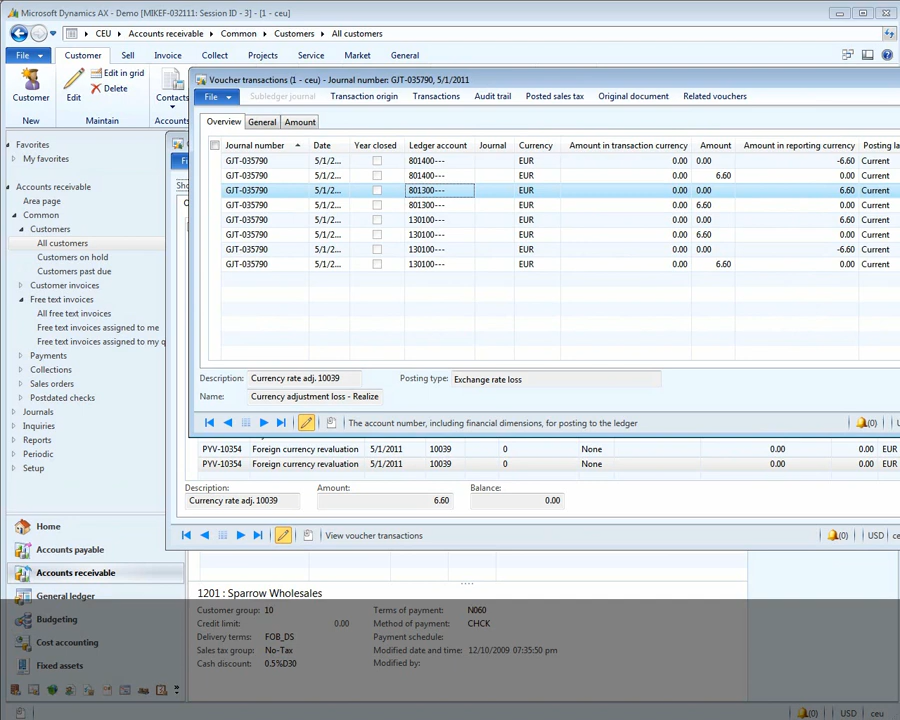 Microsoft Dynamics AX - Demo [MIKEF-032111: Session ID - 3] - [1 - ceu]
CEU ▸ Accounts receivable ▸ Common ▸ Customers ▸ All customers
File Customer Sell Invoice Collect Projects Service Market General
Customer
New
Edit
Edit in grid
Delete
Maintain
Contacts
Accounts
Favorites
My favorites
Accounts receivable
Area page
Common
Customers
All customers
Customers on hold
Customers past due
Customer invoices
Free text invoices
All free text invoices
Free text invoices assigned to me
Free text invoices assigned to my q
Payments
Collections
Sales orders
Postdated checks
Journals
Inquiries
Reports
Periodic
Setup
Home
Accounts payable
Accounts receivable
General ledger
Budgeting
Cost accounting
Fixed assets
Voucher transactions (1 - ceu) - Journal number: GJT-035790, 5/1/2011
File Subledger journal Transaction origin Transactions Audit trail Posted sales tax Original document Related vouchers
Overview General Amount
Journal number Date Year closed Ledger account Journal Currency Amount in transaction currency Amount Amount in reporting currency Posting la
GJT-035790 5/1/2... 801400--- EUR 0.00 0.00 -6.60 Current
GJT-035790 5/1/2... 801400--- EUR 0.00 6.60 0.00 Current
GJT-035790 5/1/2... 801300--- EUR 0.00 0.00 6.60 Current
GJT-035790 5/1/2... 801300--- EUR 0.00 6.60 0.00 Current
GJT-035790 5/1/2... 130100--- EUR 0.00 0.00 6.60 Current
GJT-035790 5/1/2... 130100--- EUR 0.00 6.60 0.00 Current
GJT-035790 5/1/2... 130100--- EUR 0.00 0.00 -6.60 Current
GJT-035790 5/1/2... 130100--- EUR 0.00 6.60 0.00 Current
Description: Currency rate adj. 10039 Posting type: Exchange rate loss
Name: Currency adjustment loss - Realize
The account number, including financial dimensions, for posting to the ledger (0)
PYV-10354 Foreign currency revaluation 5/1/2011 10039 0 None 0.00 0.00 EUR
PYV-10354 Foreign currency revaluation 5/1/2011 10039 0 None 0.00 0.00 EUR
Description: Amount: Balance:
Currency rate adj. 10039 6.60 0.00
View voucher transactions (0) USD ce
1201 : Sparrow Wholesales
Customer group: 10 Terms of payment: N060
Credit limit: 0.00 Method of payment: CHCK
Delivery terms: FOB_DS Payment schedule:
Sales tax group: No-Tax Modified date and time: 12/10/2009 07:35:50 pm
Cash discount: 0.5%D30 Modified by:
(0) USD ceu